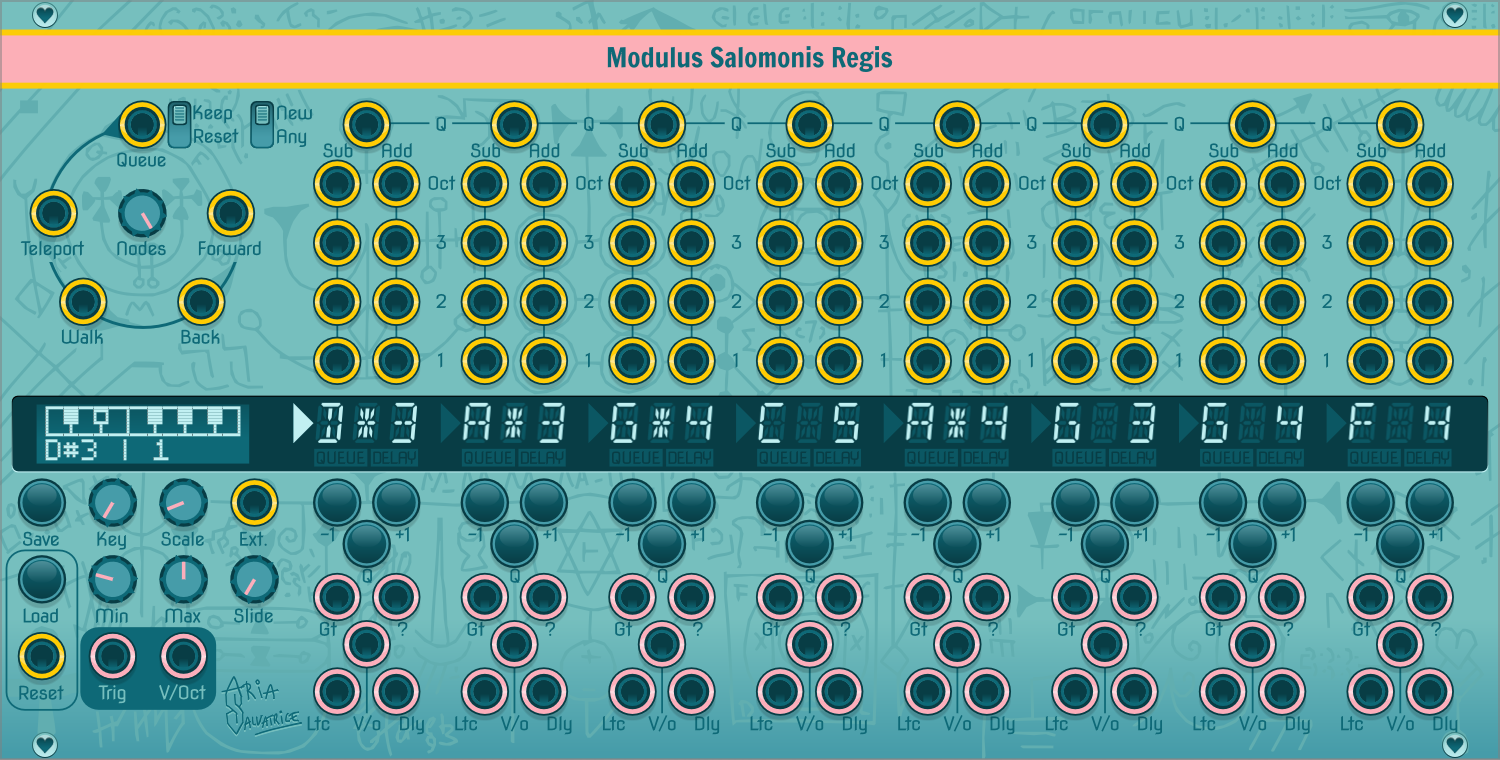 Modulus Salomonis Regis
Keep New
Reset Any
Queue
Q Q Q Q Q Q Q
Sub Add Sub Add Sub Add Sub Add Sub Add Sub Add Sub Add Sub Add
Oct Oct Oct Oct Oct Oct Oct
Teleport Nodes Forward
3 3 3 3 3 3 3
2 2 2 2 2 2 2
Walk Back
1 1 1 1 1 1 1
D*3 A*3 G*4 C 5 A*4 G 3 G 4 F 4
D#3 | 1
QUEUE DELAY QUEUE DELAY QUEUE DELAY QUEUE DELAY QUEUE DELAY QUEUE DELAY QUEUE DELAY QUEUE DELAY
Save Key Scale Ext.
-1 +1 -1 +1 -1 +1 -1 +1 -1 +1 -1 +1 -1 +1 -1 +1
Q Q Q Q Q Q Q Q
Load Min Max Slide
Gt ? Gt ? Gt ? Gt ? Gt ? Gt ? Gt ? Gt ?
Reset Trig V/Oct
Aria
Salvatrice
Ltc V/o Dly Ltc V/o Dly Ltc V/o Dly Ltc V/o Dly Ltc V/o Dly Ltc V/o Dly Ltc V/o Dly Ltc V/o Dly